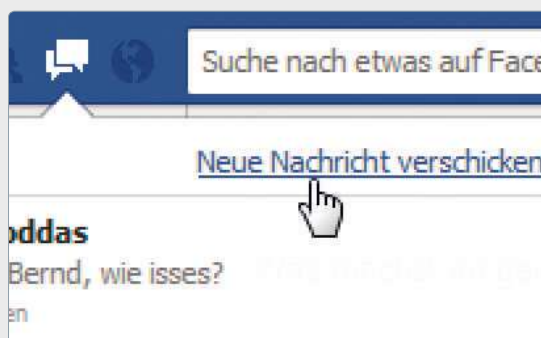 Suche nach etwas auf Face
Neue Nachricht verschicken
oddas
Bernd, wie isses?
en